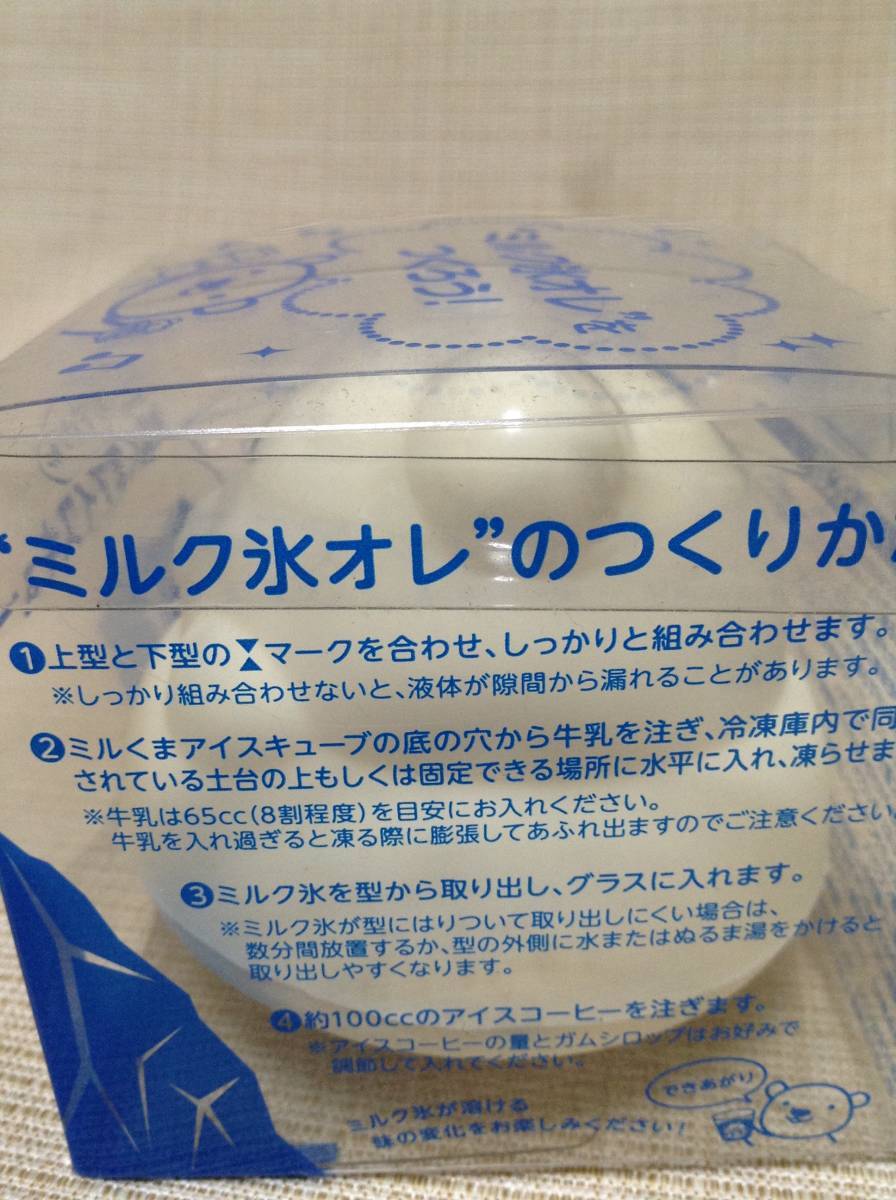 “ミルク氷オレ”を
つくろう!
“ミルク氷オレ”のつくりか
❶上型と下型の⧗マークを合わせ、しっかりと組み合わせます。
※しっかり組み合わせないと、液体が隙間から漏れることがあります。
❷ミルくまアイスキューブの底の穴から牛乳を注ぎ、冷凍庫内で同
されている土台の上もしくは固定できる場所に水平に入れ、凍らせま
※牛乳は65cc(8割程度)を目安にお入れください。
牛乳を入れ過ぎると凍る際に膨張してあふれ出ますのでご注意ください
❸ミルク氷を型から取り出し、グラスに入れます。
※ミルク氷が型にはりついて取り出しにくい場合は、
数分間放置するか、型の外側に水またはぬるま湯をかけると
取り出しやすくなります。
❹約100ccのアイスコーヒーを注ぎます。
※アイスコーヒーの量とガムシロップはお好みで
調節して入れてください。
できあがり
ミルク氷が溶ける
味の変化をお楽しみください!